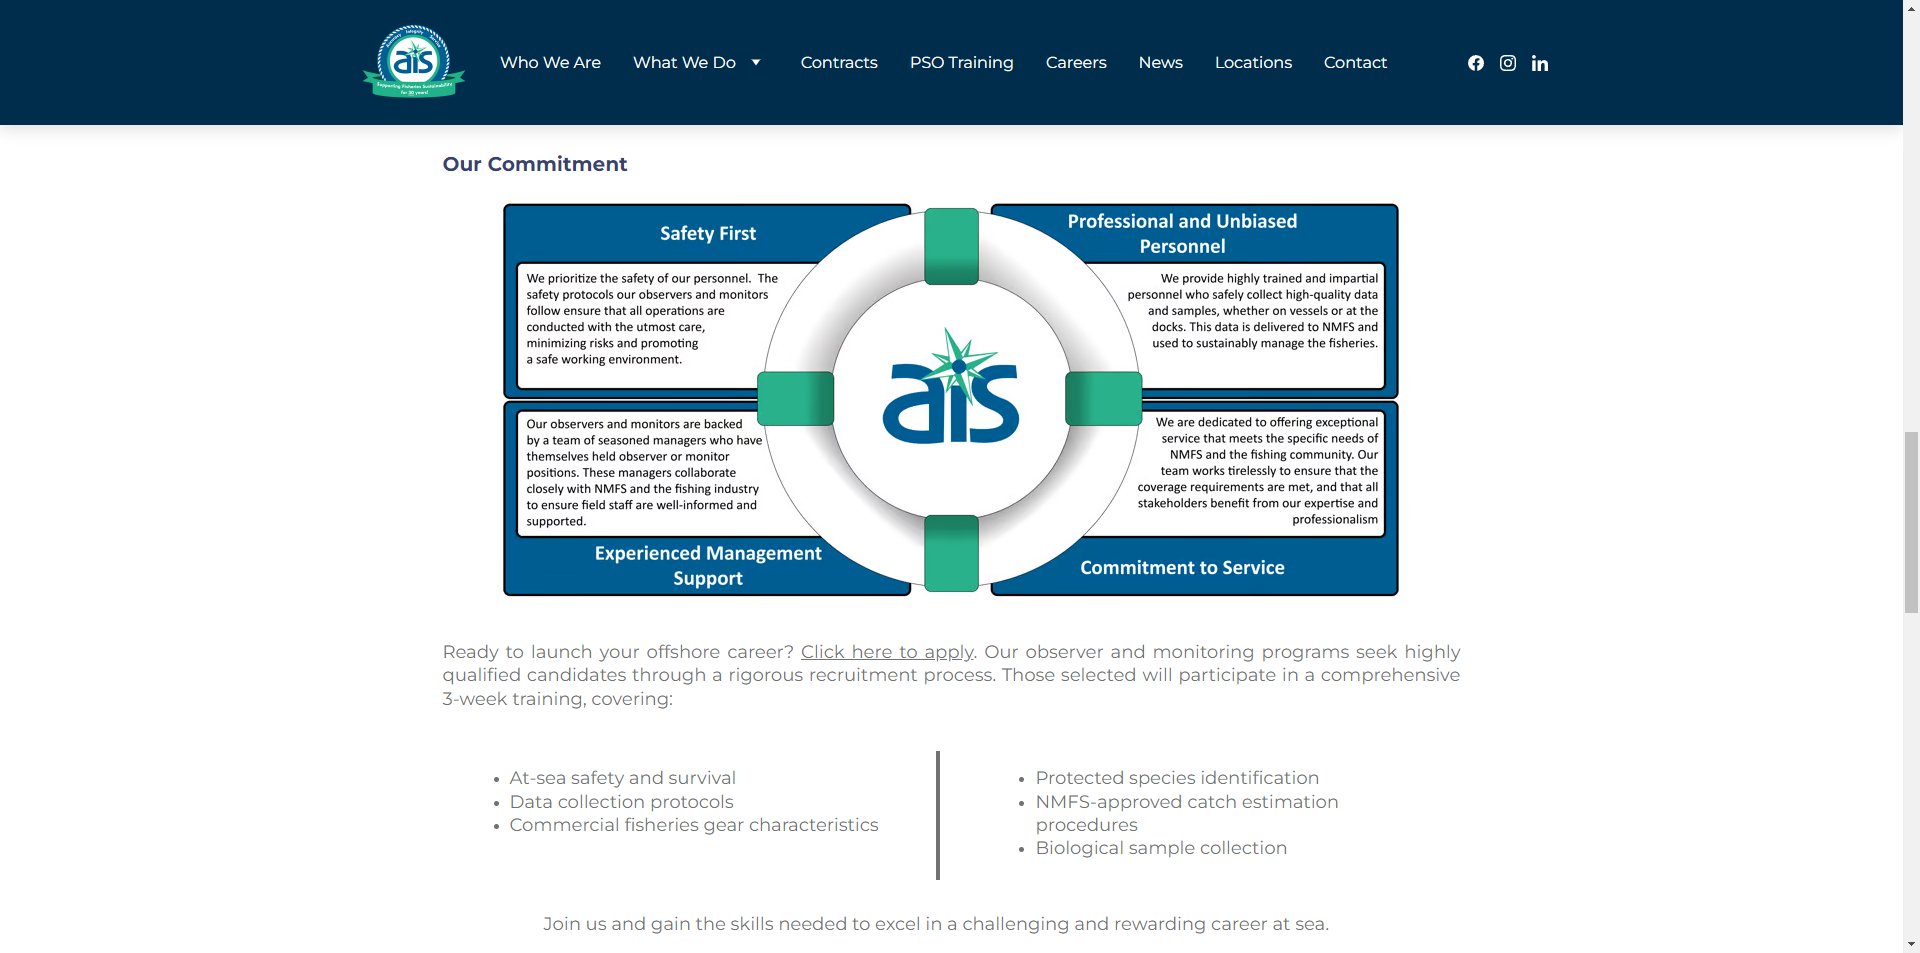 Accuracy Integrity Service
ais
Supporting Fisheries Sustainability
for 30 years!
Who We Are
What We Do
Contracts
PSO Training
Careers
News
Locations
Contact
Our Commitment
Safety First
We prioritize the safety of our personnel.  The
safety protocols our observers and monitors
follow ensure that all operations are
conducted with the utmost care,
minimizing risks and promoting
a safe working environment.
Professional and Unbiased
Personnel
We provide highly trained and impartial
personnel who safely collect high-quality data
and samples, whether on vessels or at the
docks. This data is delivered to NMFS and
used to sustainably manage the fisheries.
ais
Our observers and monitors are backed
by a team of seasoned managers who have
themselves held observer or monitor
positions. These managers collaborate
closely with NMFS and the fishing industry
to ensure field staff are well-informed and
supported.
Experienced Management
Support
We are dedicated to offering exceptional
service that meets the specific needs of
NMFS and the fishing community. Our
team works tirelessly to ensure that the
coverage requirements are met, and that all
stakeholders benefit from our expertise and
professionalism
Commitment to Service
Ready to launch your offshore career? Click here to apply. Our observer and monitoring programs seek highly
qualified candidates through a rigorous recruitment process. Those selected will participate in a comprehensive
3-week training, covering:
• At-sea safety and survival
• Data collection protocols
• Commercial fisheries gear characteristics
• Protected species identification
• NMFS-approved catch estimation
procedures
• Biological sample collection
Join us and gain the skills needed to excel in a challenging and rewarding career at sea.